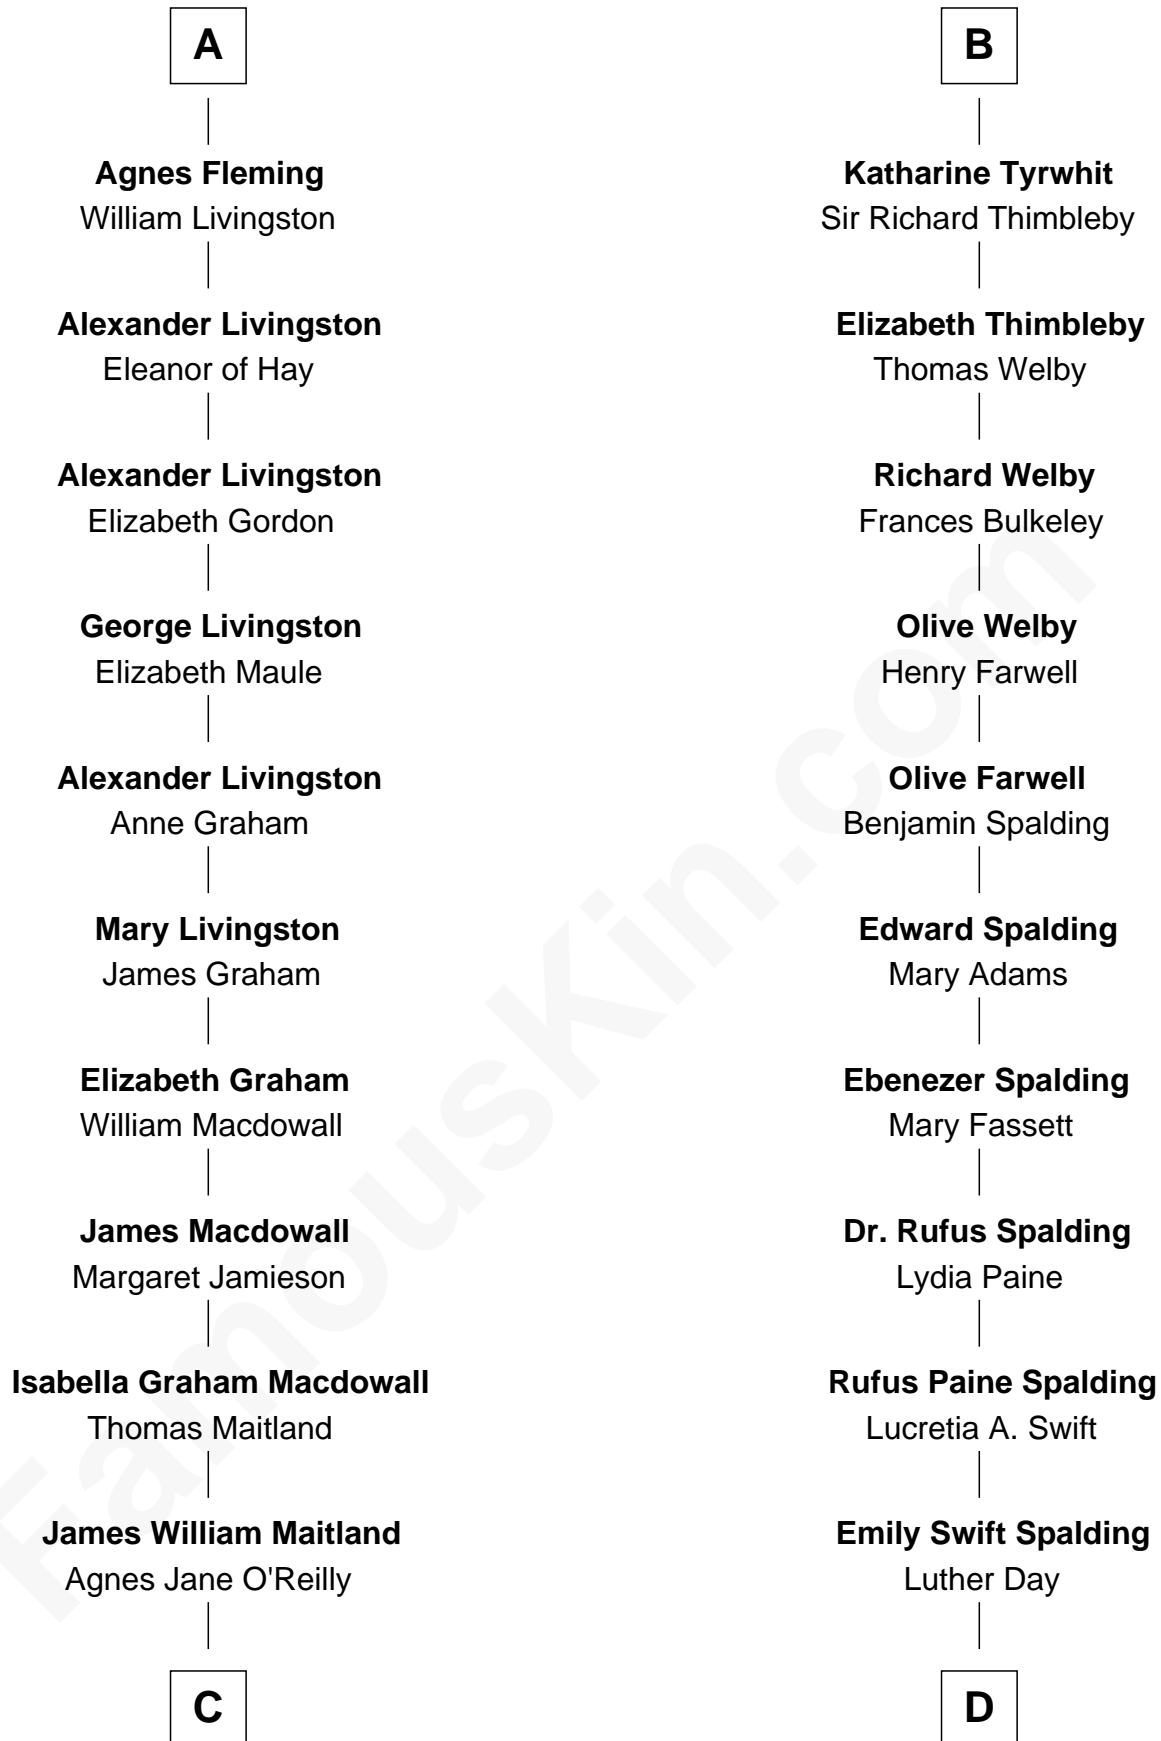 A
Agnes Fleming
William Livingston
Alexander Livingston
Eleanor of Hay
Alexander Livingston
Elizabeth Gordon
George Livingston
Elizabeth Maule
Alexander Livingston
Anne Graham
Mary Livingston
James Graham
Elizabeth Graham
William Macdowall
James Macdowall
Margaret Jamieson
Isabella Graham Macdowall
Thomas Maitland
James William Maitland
Agnes Jane O'Reilly
C
B
Katharine Tyrwhit
Sir Richard Thimbleby
Elizabeth Thimbleby
Thomas Welby
Richard Welby
Frances Bulkeley
Olive Welby
Henry Farwell
Olive Farwell
Benjamin Spalding
Edward Spalding
Mary Adams
Ebenezer Spalding
Mary Fassett
Dr. Rufus Spalding
Lydia Paine
Rufus Paine Spalding
Lucretia A. Swift
Emily Swift Spalding
Luther Day
D
FamousKin.com